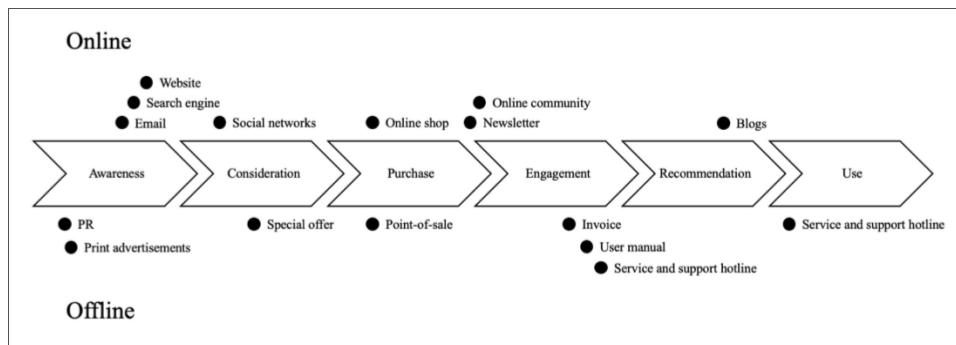 Online
Website
Search engine
Email
Social networks
Online shop
Online community
Newsletter
Blogs
Awareness
Consideration
Purchase
Engagement
Recommendation
Use
PR
Print advertisements
Special offer
Point-of-sale
Invoice
User manual
Service and support hotline
Service and support hotline
Offline